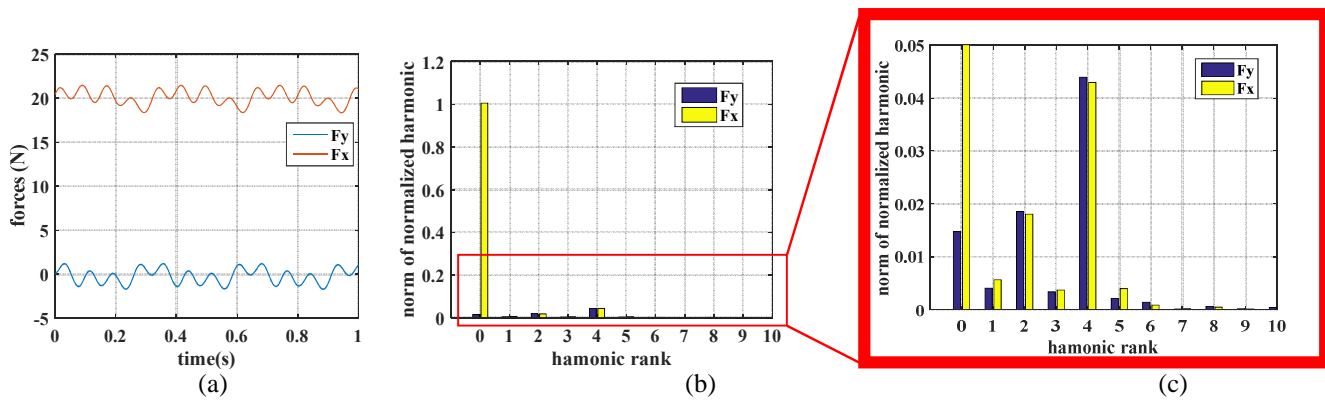 25
20
15
10
5
0
-5
forces (N)
0
0.2
0.4
0.6
0.8
1
time(s)
Fy
Fx
(a)
1.2
1
0.8
0.6
0.4
0.2
0
norm of normalized harmonic
0 1 2 3 4 5 6 7 8 9 10
hamonic rank
Fy
Fx
(b)
0.05
0.04
0.03
0.02
0.01
0
norm of normalized harmonic
0 1 2 3 4 5 6 7 8 9 10
hamonic rank
Fy
Fx
(c)